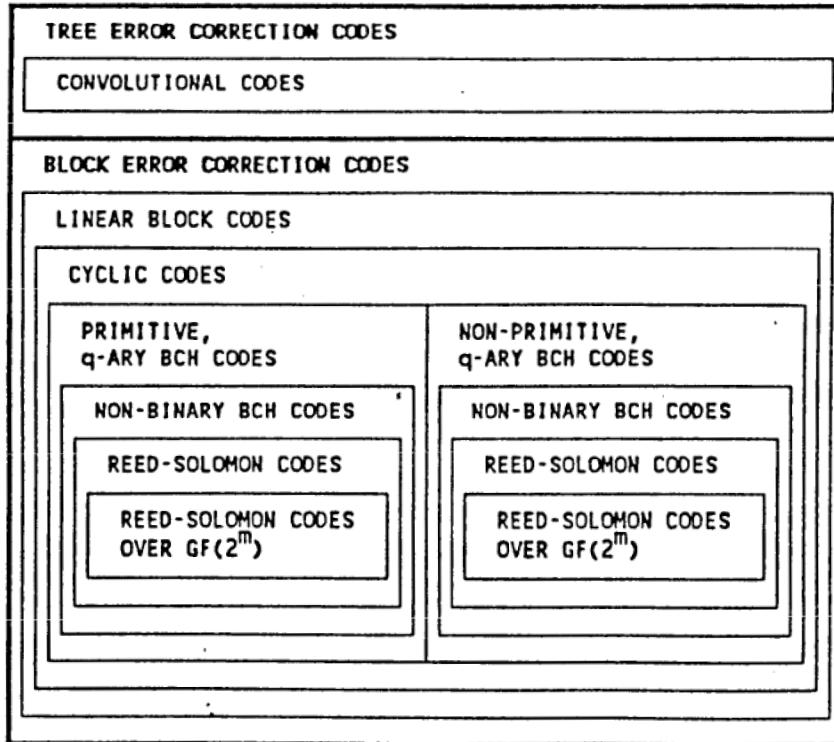 TREE ERROR CORRECTION CODES
CONVOLUTIONAL CODES
BLOCK ERROR CORRECTION CODES
LINEAR BLOCK CODES
CYCLIC CODES
PRIMITIVE,
q-ARY BCH CODES
NON-BINARY BCH CODES
REED-SOLOMON CODES
REED-SOLOMON CODES
OVER GF(2^m)
NON-PRIMITIVE,
q-ARY BCH CODES
NON-BINARY BCH CODES
REED-SOLOMON CODES
REED-SOLOMON CODES
OVER GF(2^m)